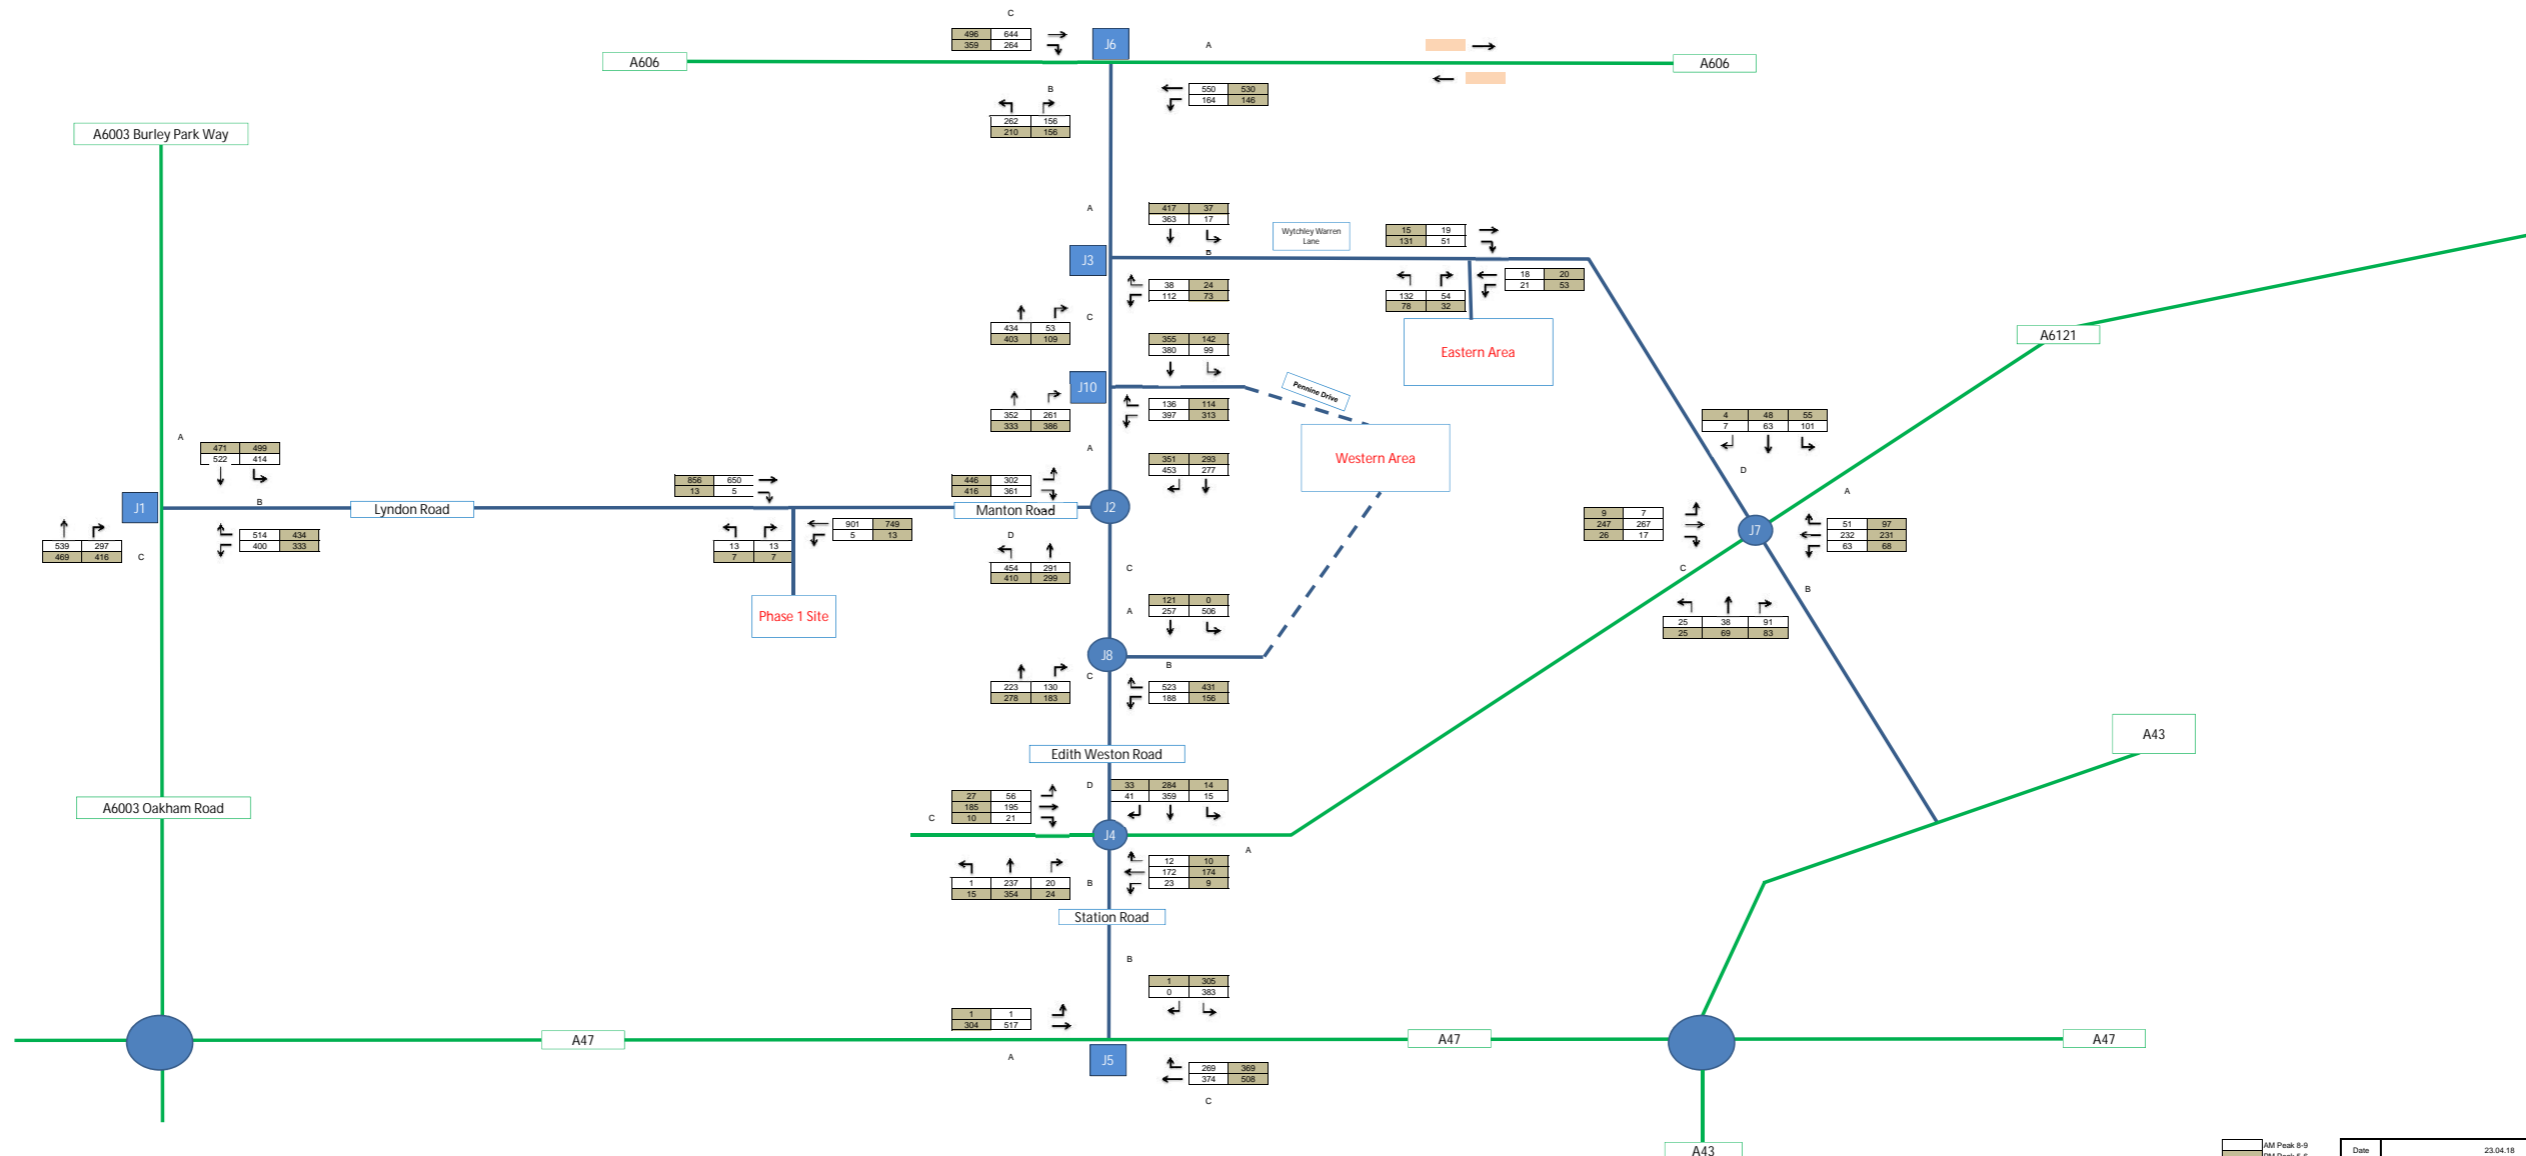 C
496 644
359 264
J6
A
A606
A606
B
550 530
164 146
262 156
210 156
A6003 Burley Park Way
A
417 37
363 17
Wytchley Warren
Lane
15 19
131 51
J3
B
38 24
112 73
18 20
21 53
132 54
78 32
C
434 53
403 109
355 142
380 99
Eastern Area
A6121
J10
Pennine Drive
352 261
333 386
136 114
397 313
4 48 55
7 63 101
A
471 499
522 414
A
351 293
453 277
Western Area
D
856 650
13 5
446 302
416 361
A
J1
B
Lyndon Road
Manton Road
J2
9 7
247 267
26 17
J7
51 97
232 231
63 68
539 297
469 416
C
514 434
400 333
901 749
5 13
13 13
7 7
D
454 291
410 299
C
C
B
Phase 1 Site
A
121 0
257 506
25 38 91
25 69 83
J8
B
C
223 130
278 183
523 431
188 156
A43
Edith Weston Road
D
27 56
185 195
10 21
33 284 14
41 359 15
A6003 Oakham Road
C
J4
A
12 10
172 174
23 9
1 237 20
15 354 24
B
Station Road
B
1 305
0 383
1 1
304 517
A47
A47
A47
A
J5
269 369
374 508
C
A43
AM Peak 8-9
Date 23.04.18